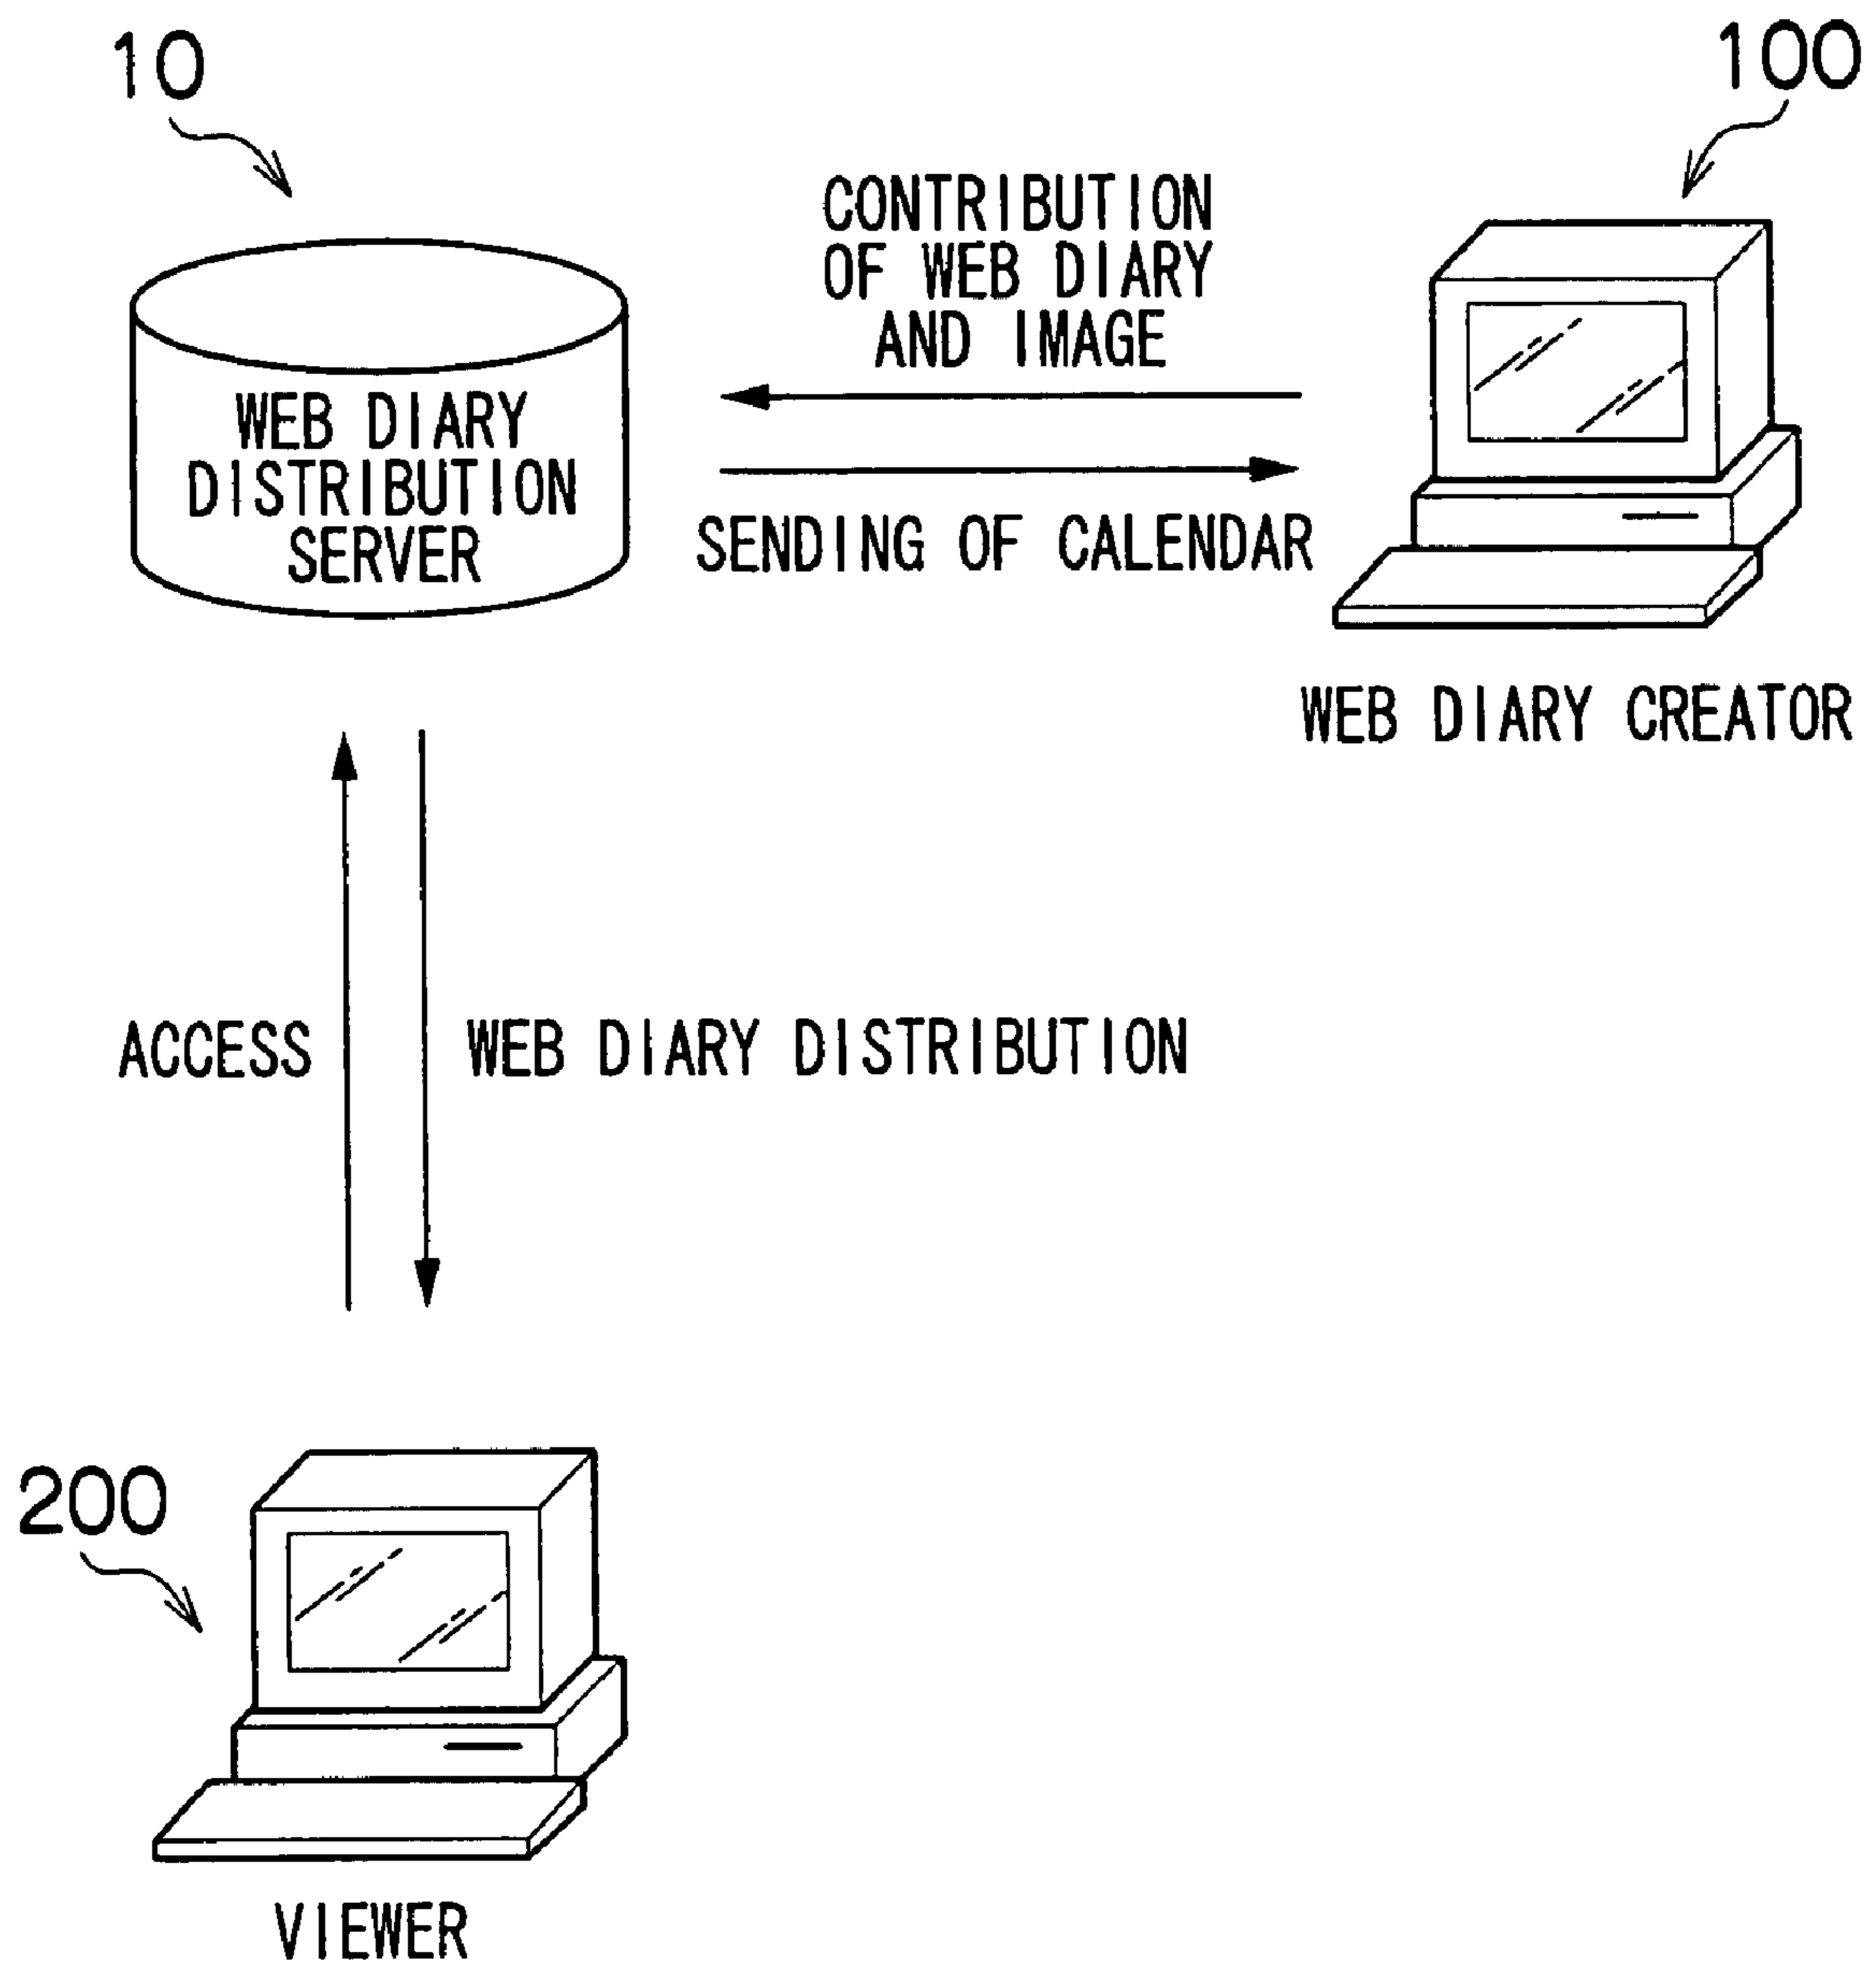 10
100
CONTRIBUTION
OF WEB DIARY
AND IMAGE
WEB DIARY
DISTRIBUTION
SERVER
SENDING OF CALENDAR
WEB DIARY CREATOR
ACCESS
WEB DIARY DISTRIBUTION
200
VIEWER